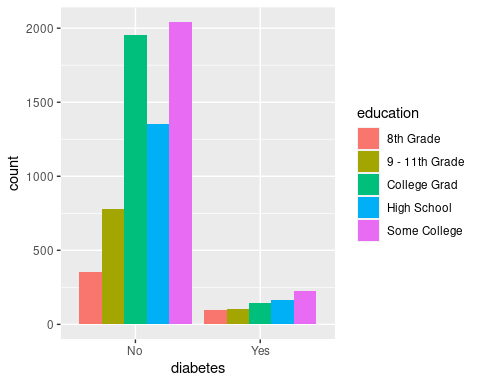 2000
1500
1000
500
0
count
No
Yes
diabetes
education
8th Grade
9 - 11th Grade
College Grad
High School
Some College